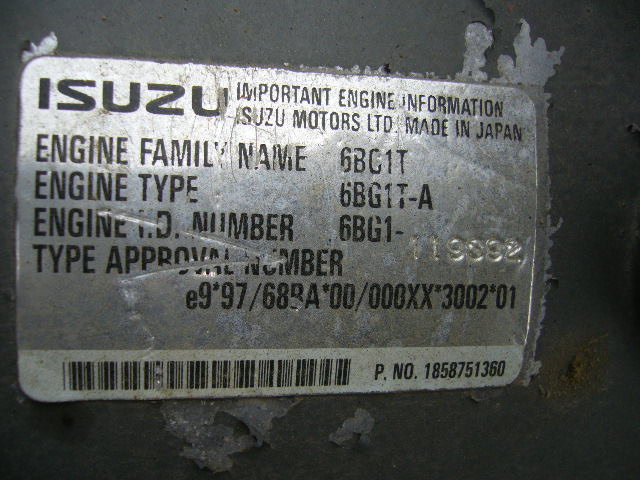 ISUZU IMPORTANT ENGINE INFORMATION
ISUZU MOTORS LTD. MADE IN JAPAN
ENGINE FAMILY NAME 6BG1T
ENGINE TYPE 6BG1T-A
ENGINE I.D. NUMBER 6BG1-
TYPE APPROVAL NUMBER
e9*97/68BA*00/000XX*3002*01
P. NO. 1858751360